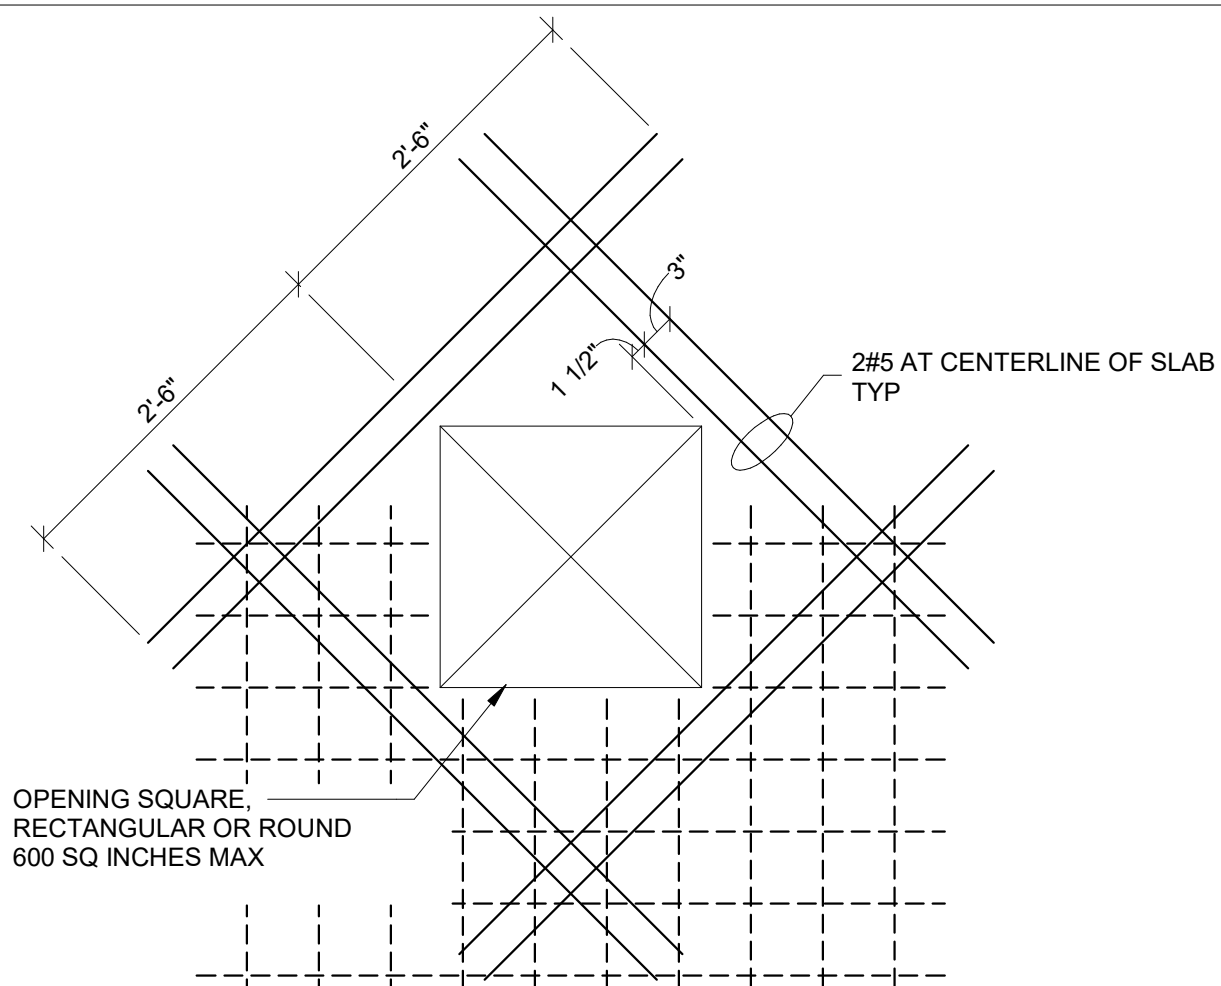 2'-6"
3"
1 1/2"
2#5 AT CENTERLINE OF SLAB
TYP
2'-6"
OPENING SQUARE,
RECTANGULAR OR ROUND
600 SQ INCHES MAX